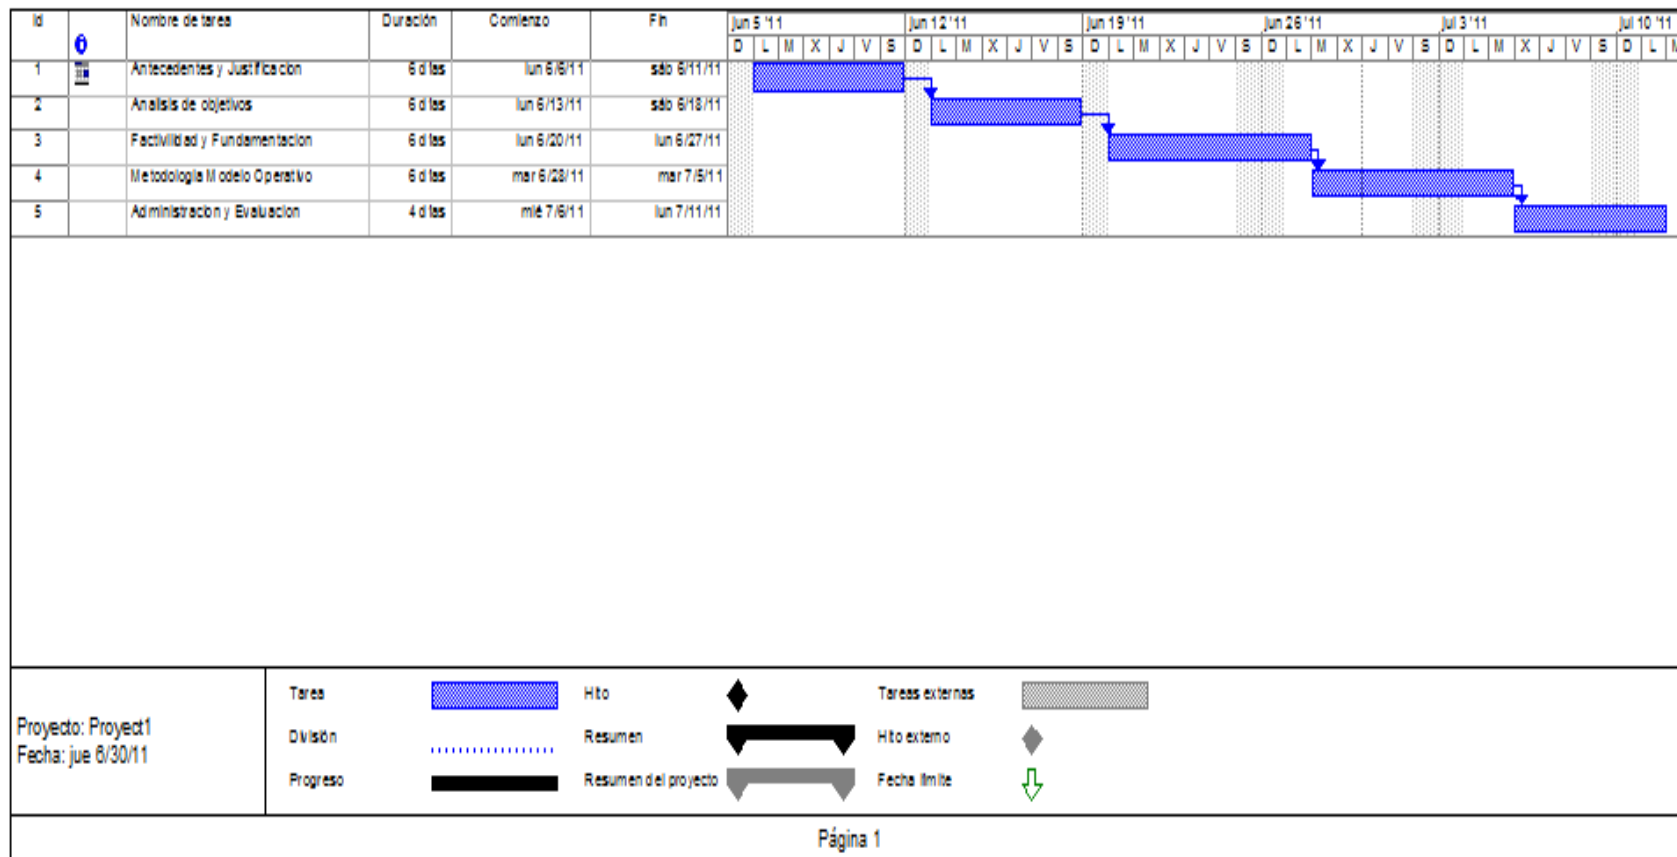 Id Nombre de tarea Duración Comienzo Fin jun 5 '11 jun 12 '11 jun 19 '11 jun 26 '11 jul 3 '11 jul 10 '11
D L M X J V S D L M X J V S D L M X J V S D L M X J V S D L M X J V S D L M
1 Antecedentes y Justificacion 6 días lun 6/6/11 sáb 6/11/11
2 Analisis de objetivos 6 días lun 6/13/11 sáb 6/18/11
3 Factivilidad y Fundamentacion 6 días lun 6/20/11 lun 6/27/11
4 Metodologia Modelo Operativo 6 días mar 6/28/11 mar 7/5/11
5 Administracion y Evaluacion 4 días mié 7/6/11 lun 7/11/11
Proyecto: Proyect1
Fecha: jue 6/30/11
Tarea Hito Tareas externas
División Resumen Hito externo
Progreso Resumen del proyecto Fecha límite
Página 1